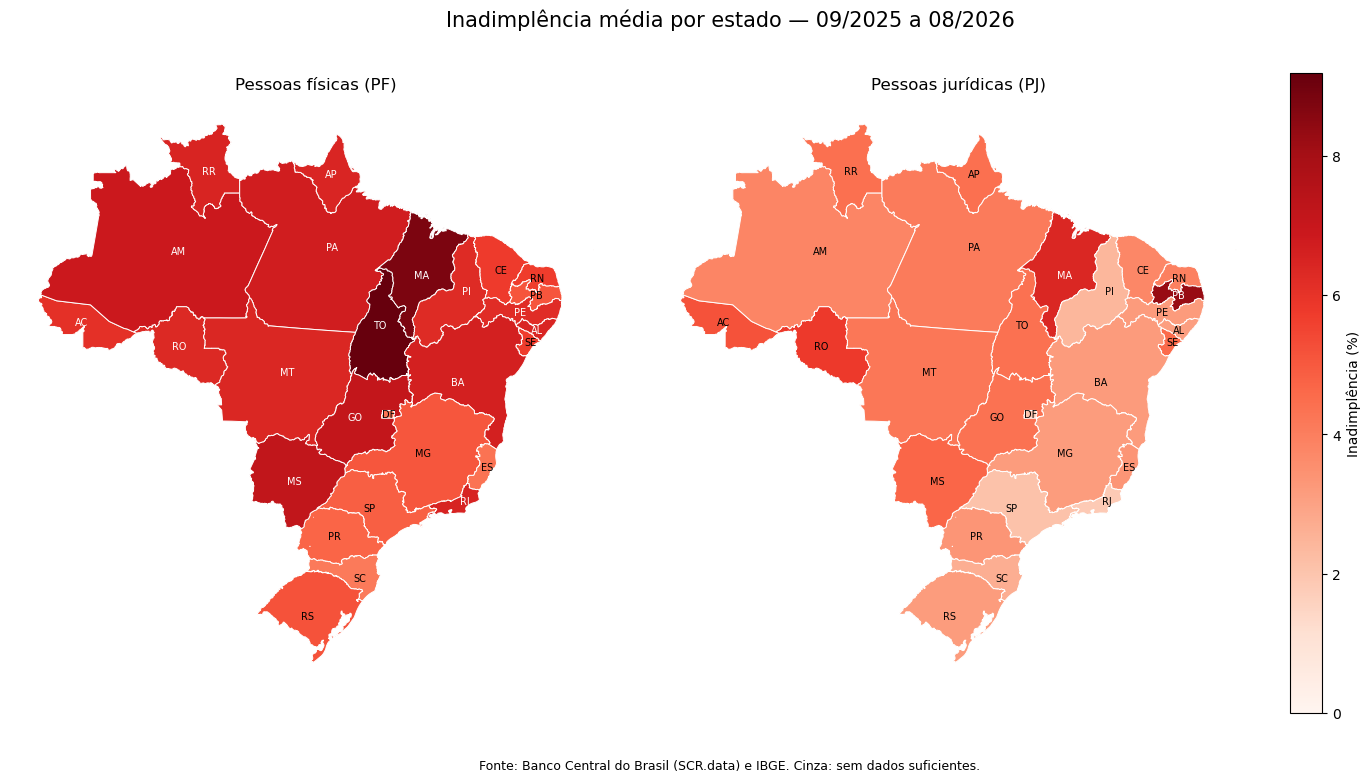 Inadimplência média por estado — 09/2025 a 08/2026
Pessoas físicas (PF)
RR
AP
AM
PA
MA
CE
RN
PI
PB
PE
AC
TO
AL
RO
SE
MT
BA
GO
DF
MG
ES
MS
RJ
SP
PR
SC
RS
Pessoas jurídicas (PJ)
RR
AP
AM
PA
MA
CE
RN
PI
PB
PE
AC
TO
AL
RO
SE
MT
BA
GO
DF
MG
ES
MS
RJ
SP
PR
SC
RS
8
6
4
2
0
Inadimplência (%)
Fonte: Banco Central do Brasil (SCR.data) e IBGE. Cinza: sem dados suficientes.